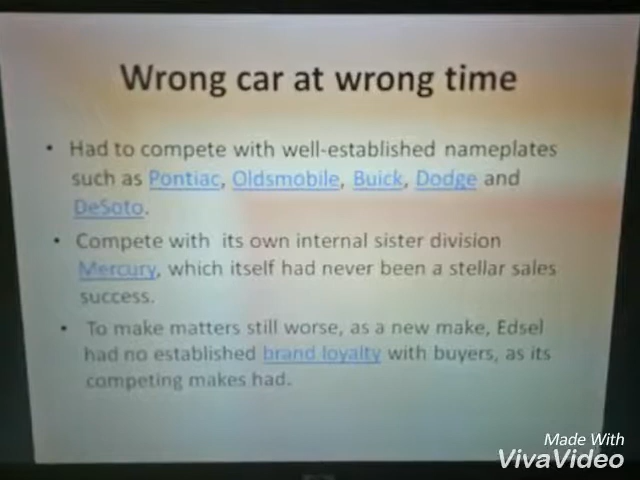 Wrong car at wrong time
• Had to compete with well-established nameplates
such as Pontiac, Oldsmobile, Buick, Dodge and
DeSoto.
• Compete with its own internal sister division
Mercury, which itself had never been a stellar sales
success.
• To make matters still worse, as a new make, Edsel
had no established brand loyalty with buyers, as its
competing makes had.
Made With
VivaVideo